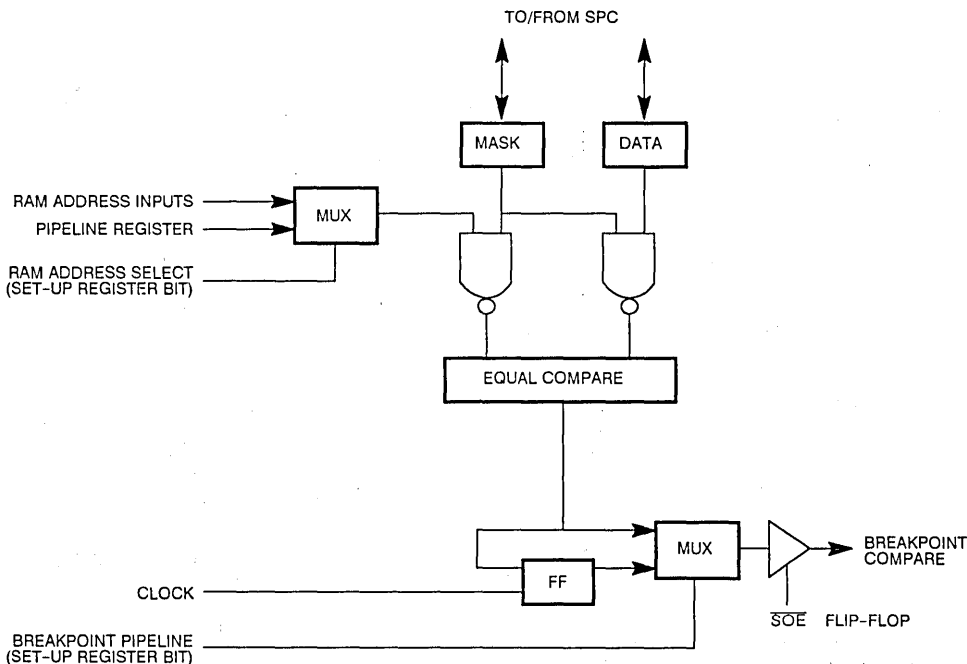 TO/FROM SPC
MASK
DATA
RAM ADDRESS INPUTS
MUX
PIPELINE REGISTER
RAM ADDRESS SELECT
(SET-UP REGISTER BIT)
EQUAL COMPARE
MUX
BREAKPOINT
COMPARE
FF
CLOCK
SOE FLIP-FLOP
BREAKPOINT PIPELINE
(SET-UP REGISTER BIT)